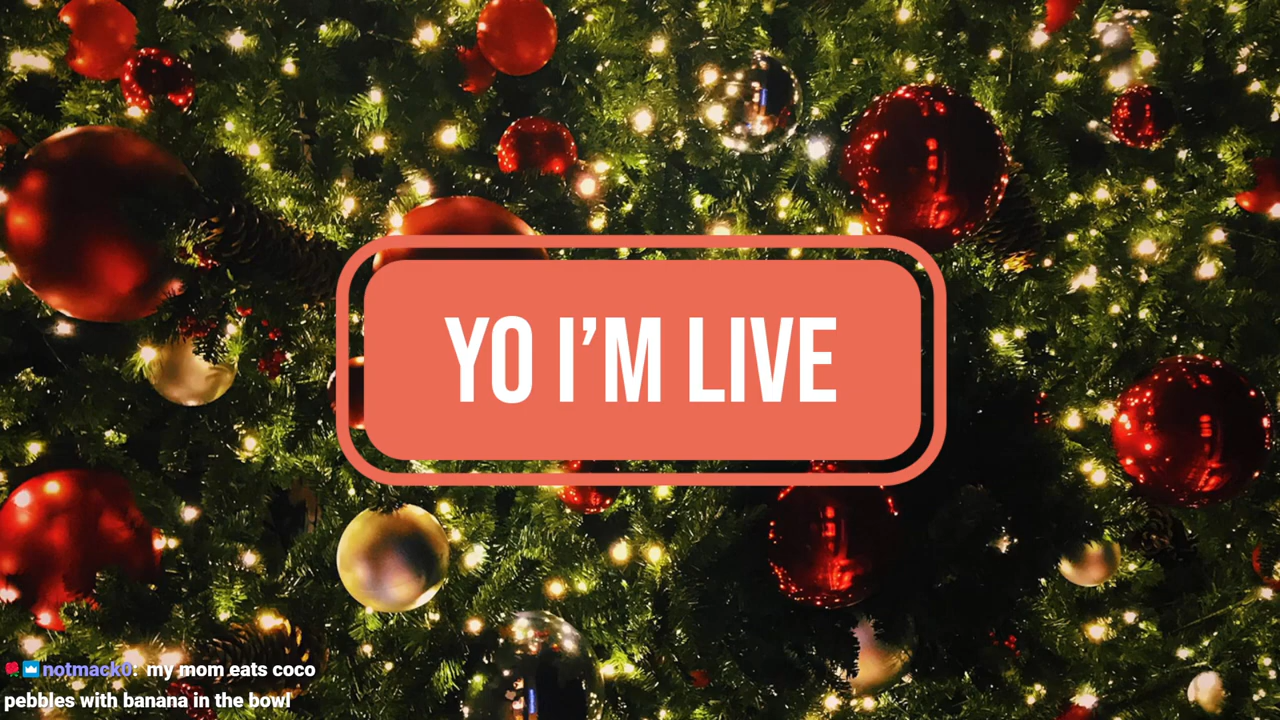 YO I’M LIVE
notmack0: my mom eats coco
pebbles with banana in the bowl